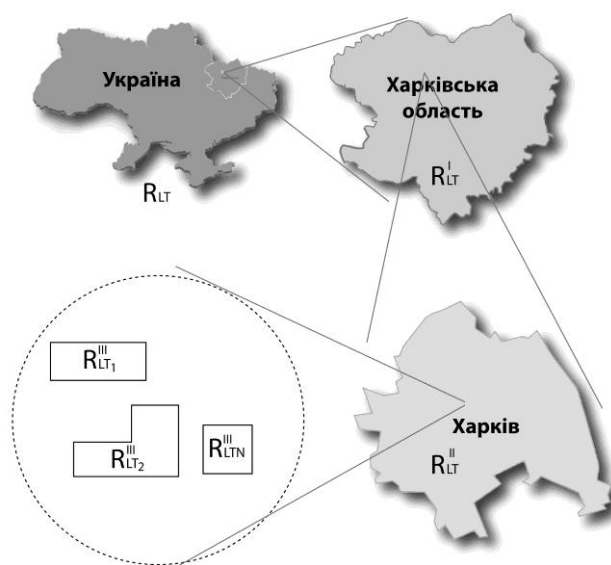 Україна
R_LT
Харківська
область
R^I_LT
R^III_LT₁
R^III_LT₂
R^III_LTN
Харків
R^II_LT